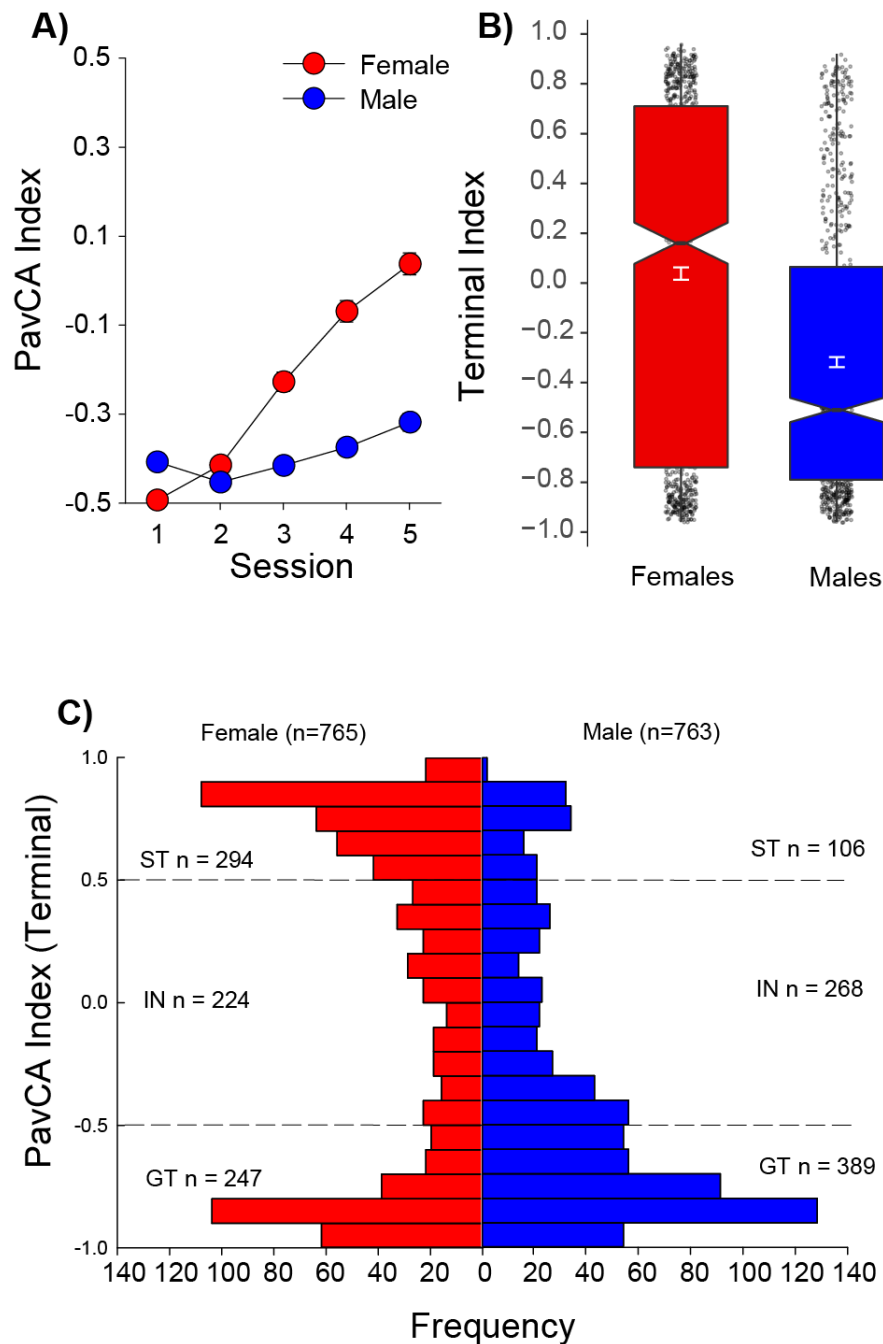 A)
0.5
0.3
0.1
-0.1
-0.3
-0.5
PavCA Index
Female
Male
1 2 3 4 5
Session
B)
1.0
0.8
0.6
0.4
0.2
0.0
−0.2
−0.4
−0.6
−0.8
−1.0
Terminal Index
Females Males
C)
Female (n=765) Male (n=763)
1.0
0.5
0.0
-0.5
-1.0
PavCA Index (Terminal)
ST n = 294
ST n = 106
IN n = 224
IN n = 268
GT n = 247
GT n = 389
140 120 100 80 60 40 20 0 20 40 60 80 100 120 140
Frequency